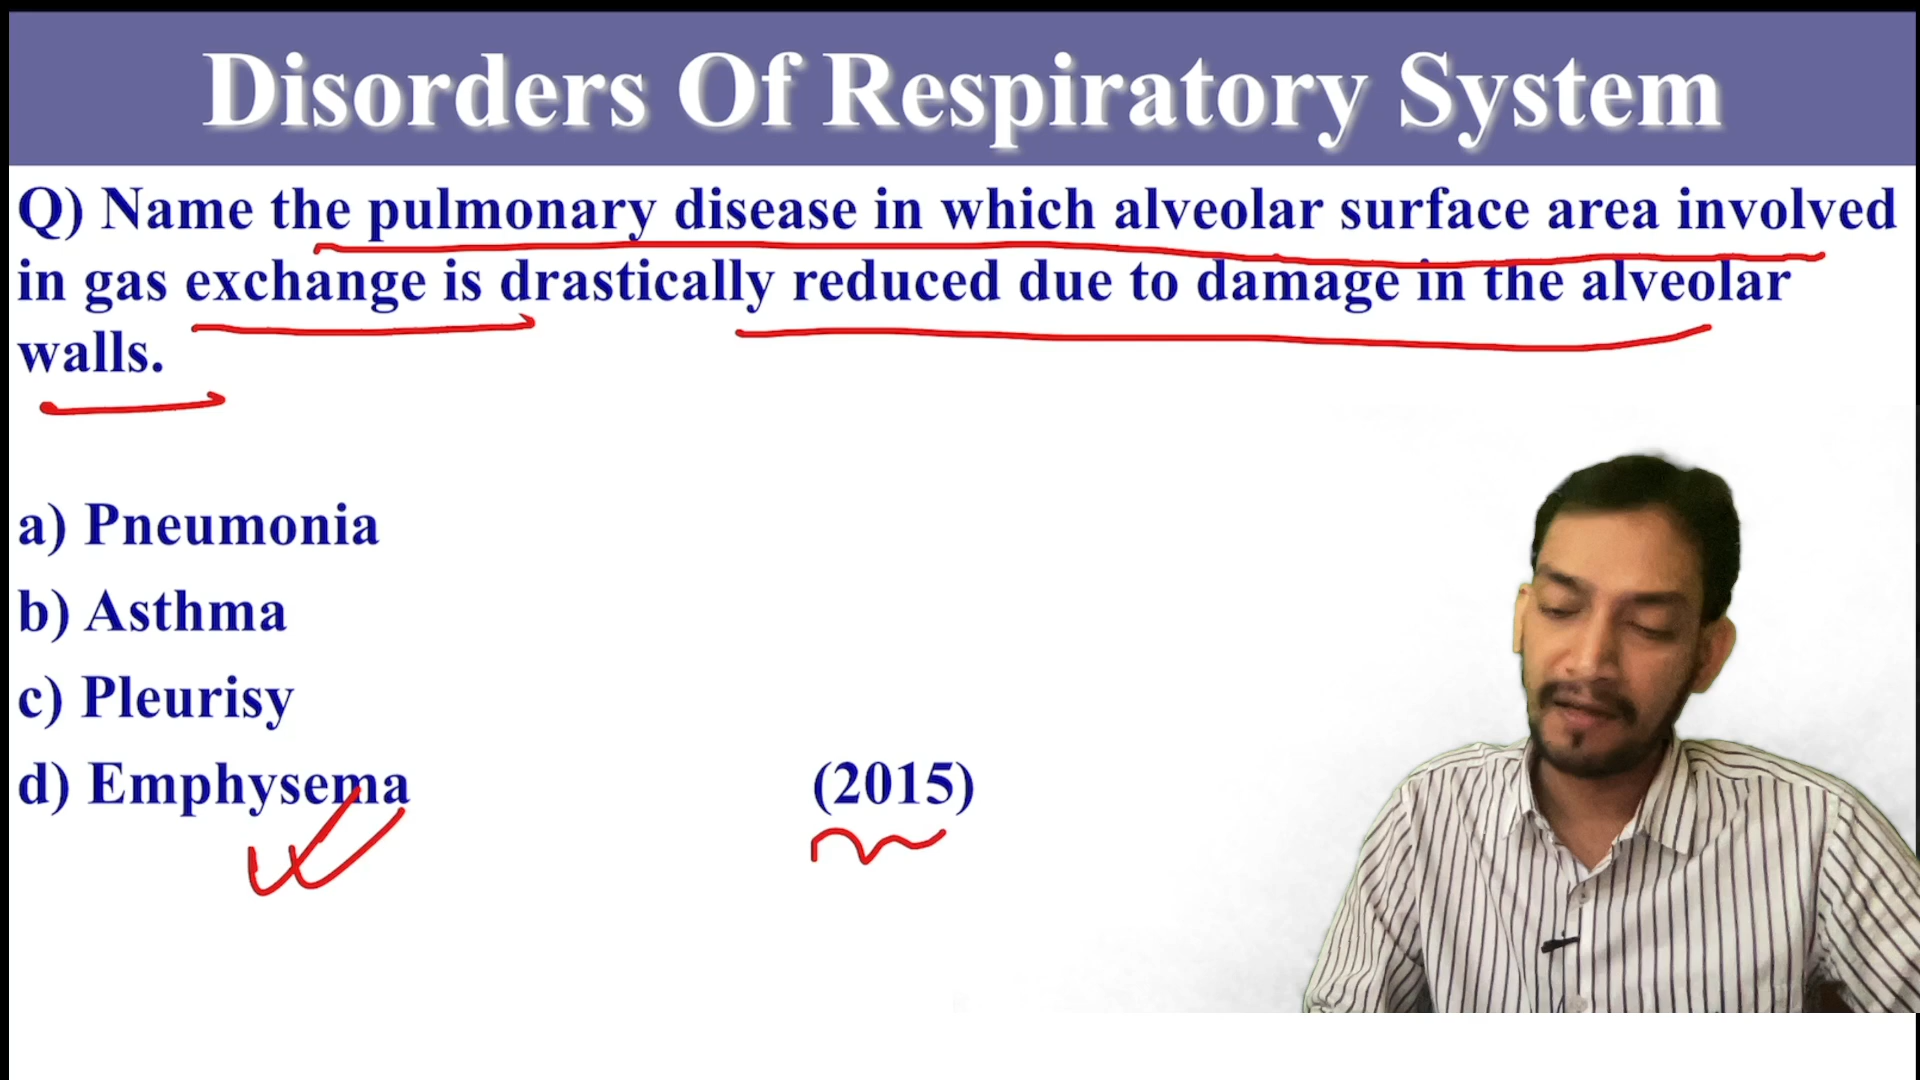 Disorders Of Respiratory System
Q) Name the pulmonary disease in which alveolar surface area involved
in gas exchange is drastically reduced due to damage in the alveolar
walls.
a) Pneumonia
b) Asthma
c) Pleurisy
d) Emphysema (2015)